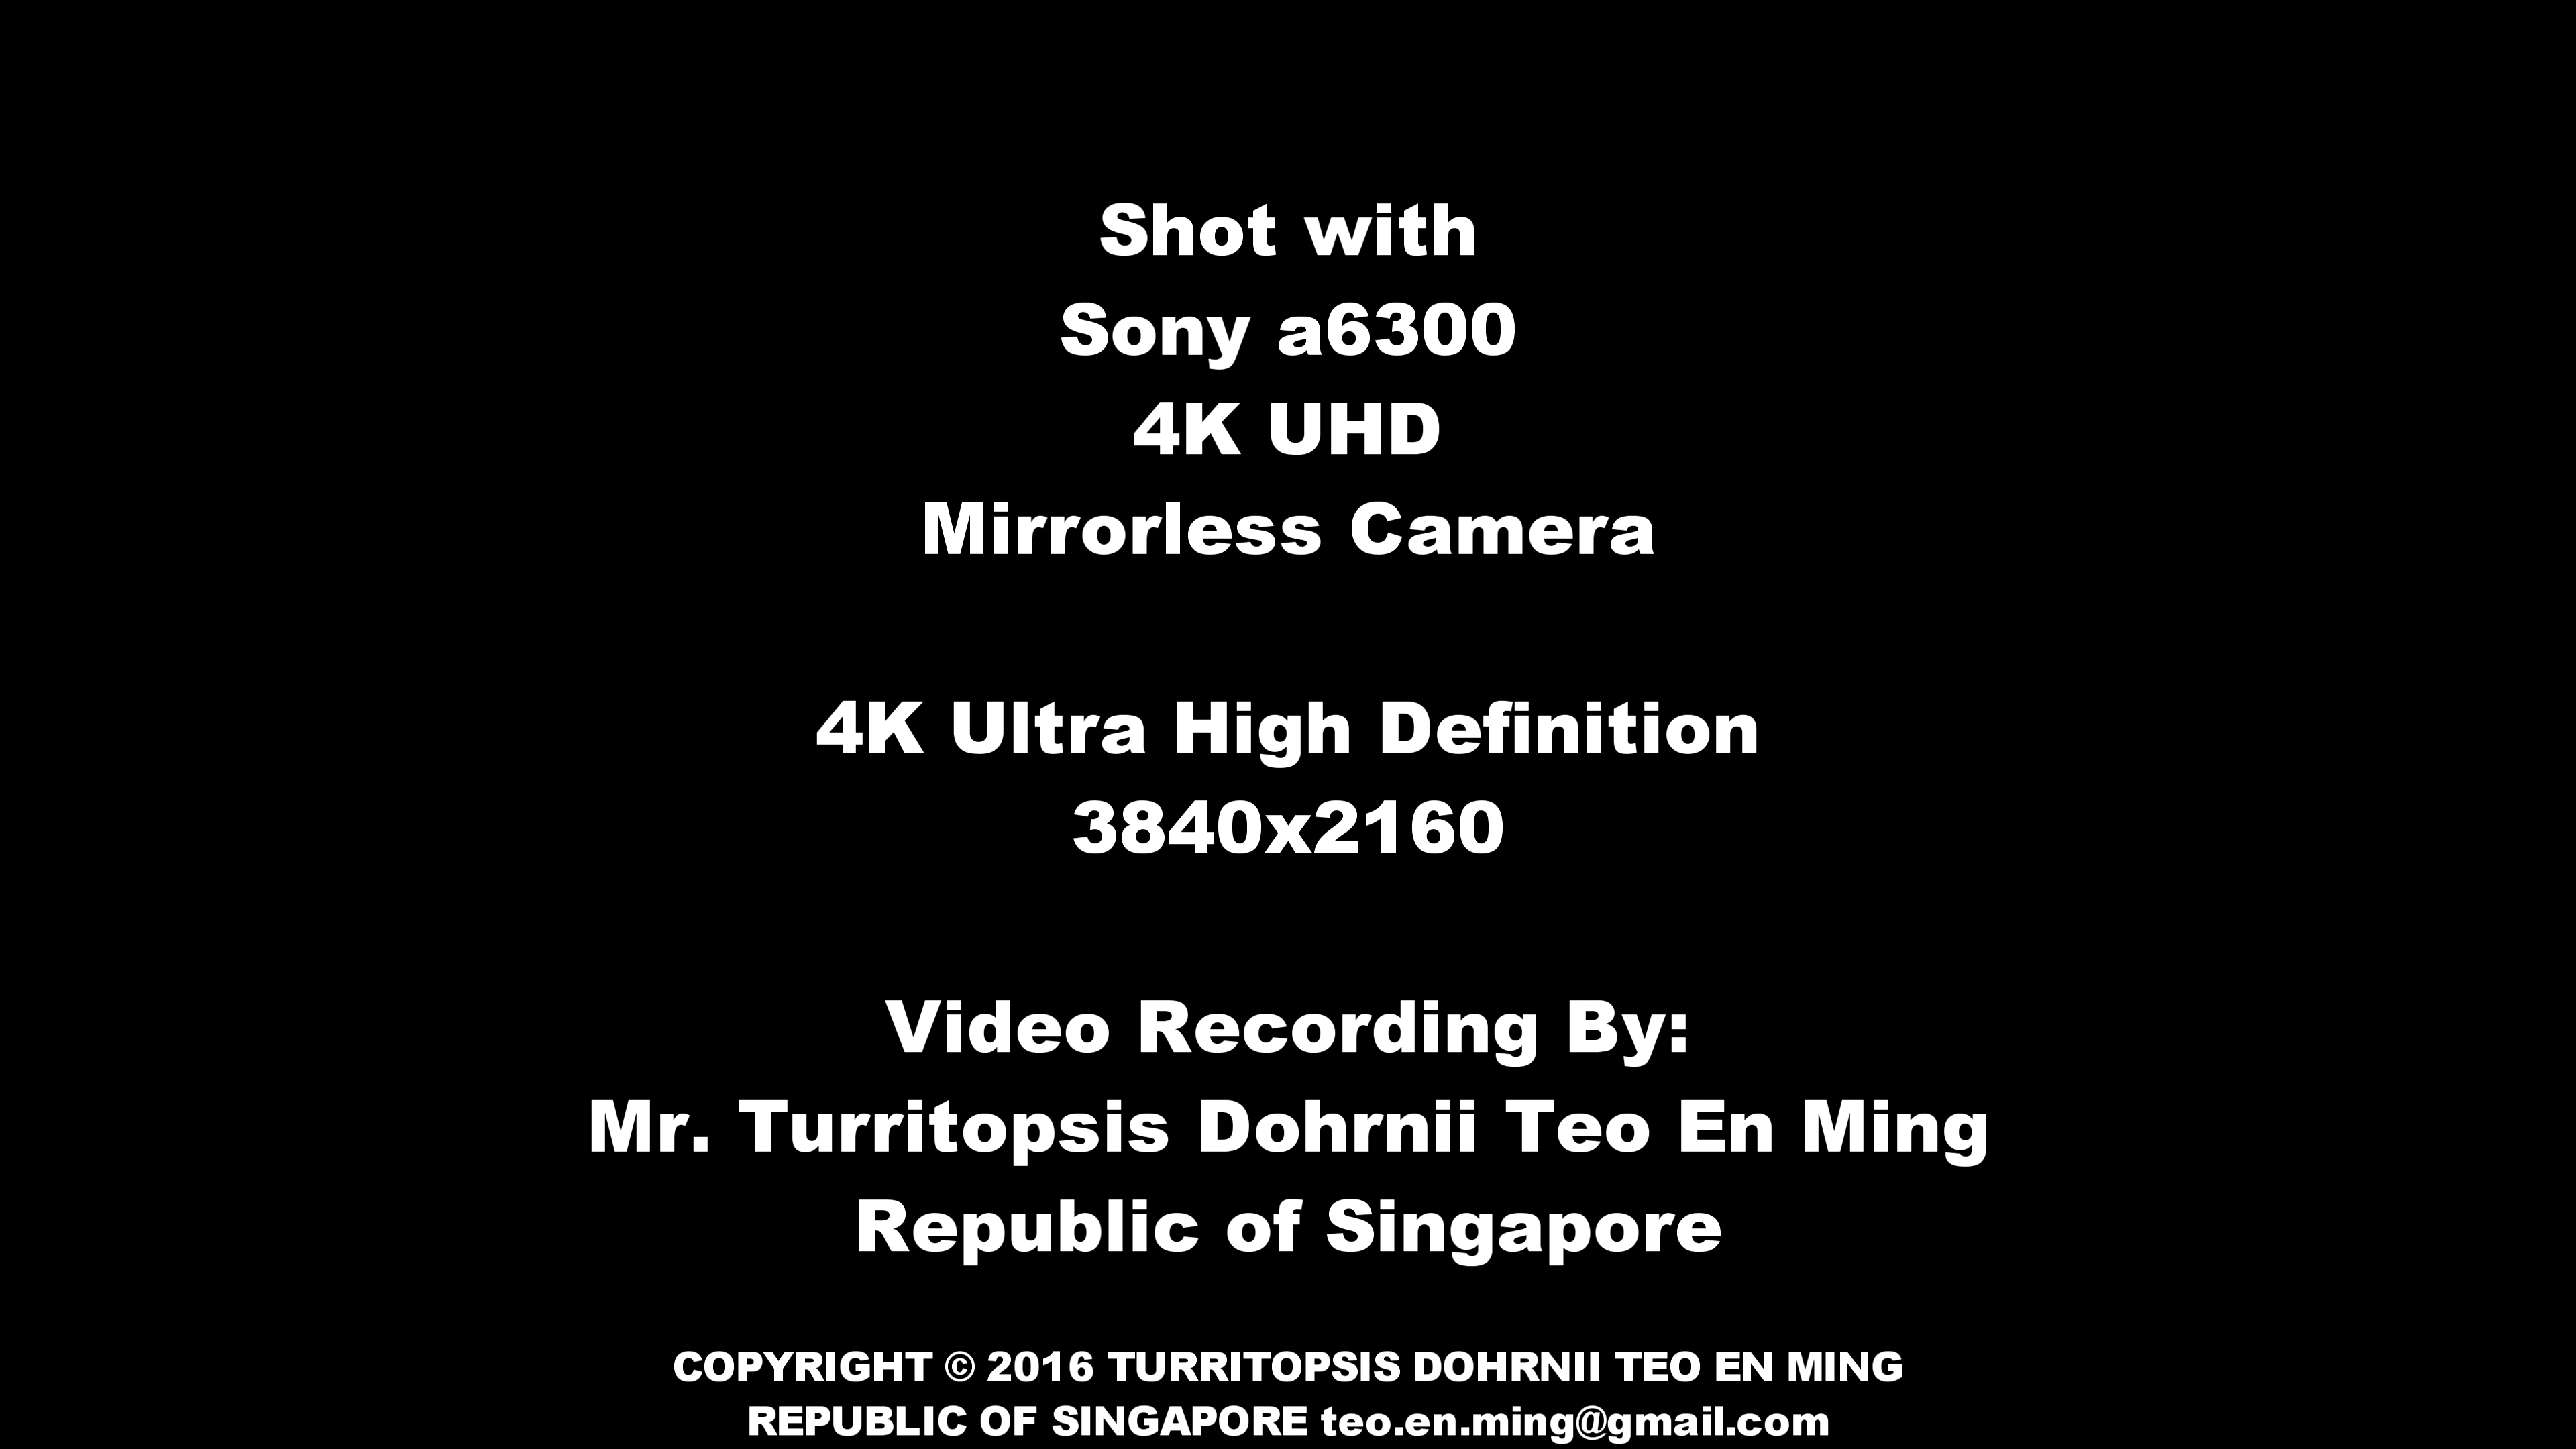 Shot with
Sony a6300
4K UHD
Mirrorless Camera
4K Ultra High Definition
3840x2160
Video Recording By:
Mr. Turritopsis Dohrnii Teo En Ming
Republic of Singapore
COPYRIGHT © 2016 TURRITOPSIS DOHRNII TEO EN MING
REPUBLIC OF SINGAPORE teo.en.ming@gmail.com